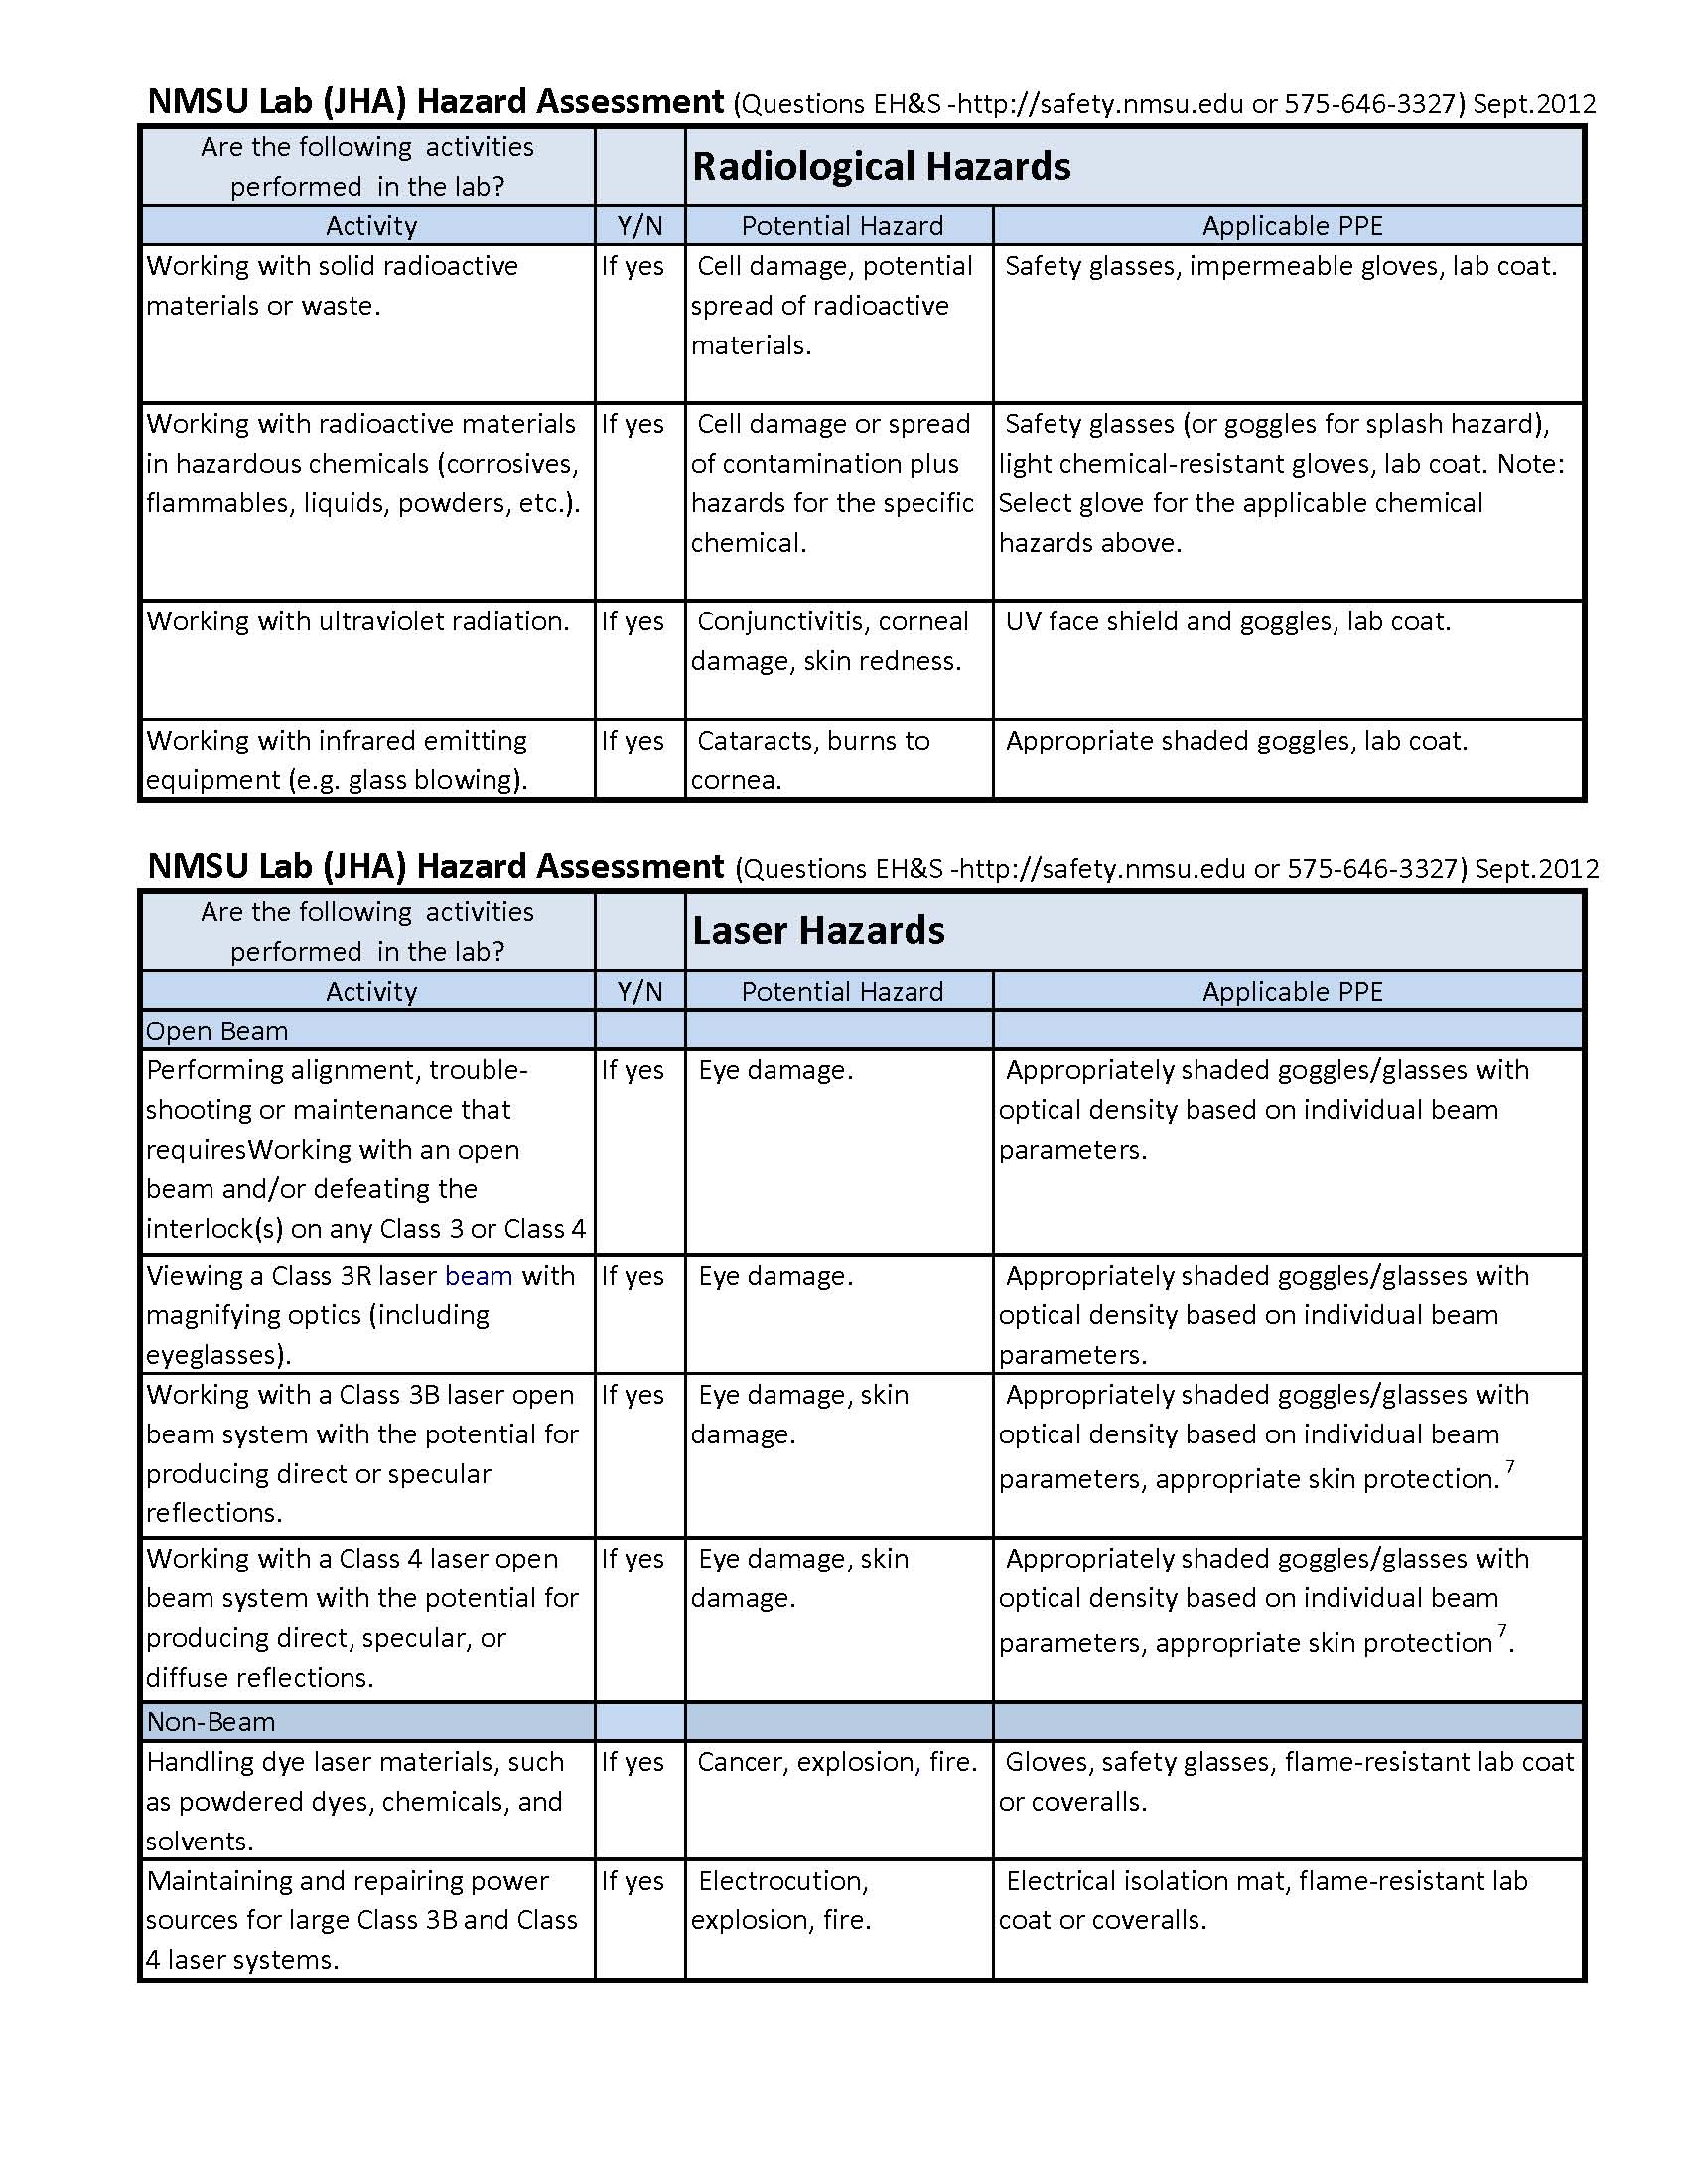 NMSU Lab (JHA) Hazard Assessment (Questions EH&S -http://safety.nmsu.edu or 575-646-3327) Sept.2012
Are the following  activities
performed  in the lab?
Radiological Hazards
Activity
Y/N
Potential Hazard
Applicable PPE
Working with solid radioactive
materials or waste.
If yes
Cell damage, potential
spread of radioactive
materials.
Safety glasses, impermeable gloves, lab coat.
Working with radioactive materials
in hazardous chemicals (corrosives,
flammables, liquids, powders, etc.).
If yes
Cell damage or spread
of contamination plus
hazards for the specific
chemical.
Safety glasses (or goggles for splash hazard),
light chemical-resistant gloves, lab coat. Note:
Select glove for the applicable chemical
hazards above.
Working with ultraviolet radiation.
If yes
Conjunctivitis, corneal
damage, skin redness.
UV face shield and goggles, lab coat.
Working with infrared emitting
equipment (e.g. glass blowing).
If yes
Cataracts, burns to
cornea.
Appropriate shaded goggles, lab coat.
NMSU Lab (JHA) Hazard Assessment (Questions EH&S -http://safety.nmsu.edu or 575-646-3327) Sept.2012
Are the following  activities
performed  in the lab?
Laser Hazards
Activity
Y/N
Potential Hazard
Applicable PPE
Open Beam
Performing alignment, trouble-
shooting or maintenance that
requiresWorking with an open
beam and/or defeating the
interlock(s) on any Class 3 or Class 4
If yes
Eye damage.
Appropriately shaded goggles/glasses with
optical density based on individual beam
parameters.
Viewing a Class 3R laser beam with
magnifying optics (including
eyeglasses).
If yes
Eye damage.
Appropriately shaded goggles/glasses with
optical density based on individual beam
parameters.
Working with a Class 3B laser open
beam system with the potential for
producing direct or specular
reflections.
If yes
Eye damage, skin
damage.
Appropriately shaded goggles/glasses with
optical density based on individual beam
parameters, appropriate skin protection. 7
Working with a Class 4 laser open
beam system with the potential for
producing direct, specular, or
diffuse reflections.
If yes
Eye damage, skin
damage.
Appropriately shaded goggles/glasses with
optical density based on individual beam
parameters, appropriate skin protection 7.
Non-Beam
Handling dye laser materials, such
as powdered dyes, chemicals, and
solvents.
If yes
Cancer, explosion, fire.
Gloves, safety glasses, flame-resistant lab coat
or coveralls.
Maintaining and repairing power
sources for large Class 3B and Class
4 laser systems.
If yes
Electrocution,
explosion, fire.
Electrical isolation mat, flame-resistant lab
coat or coveralls.